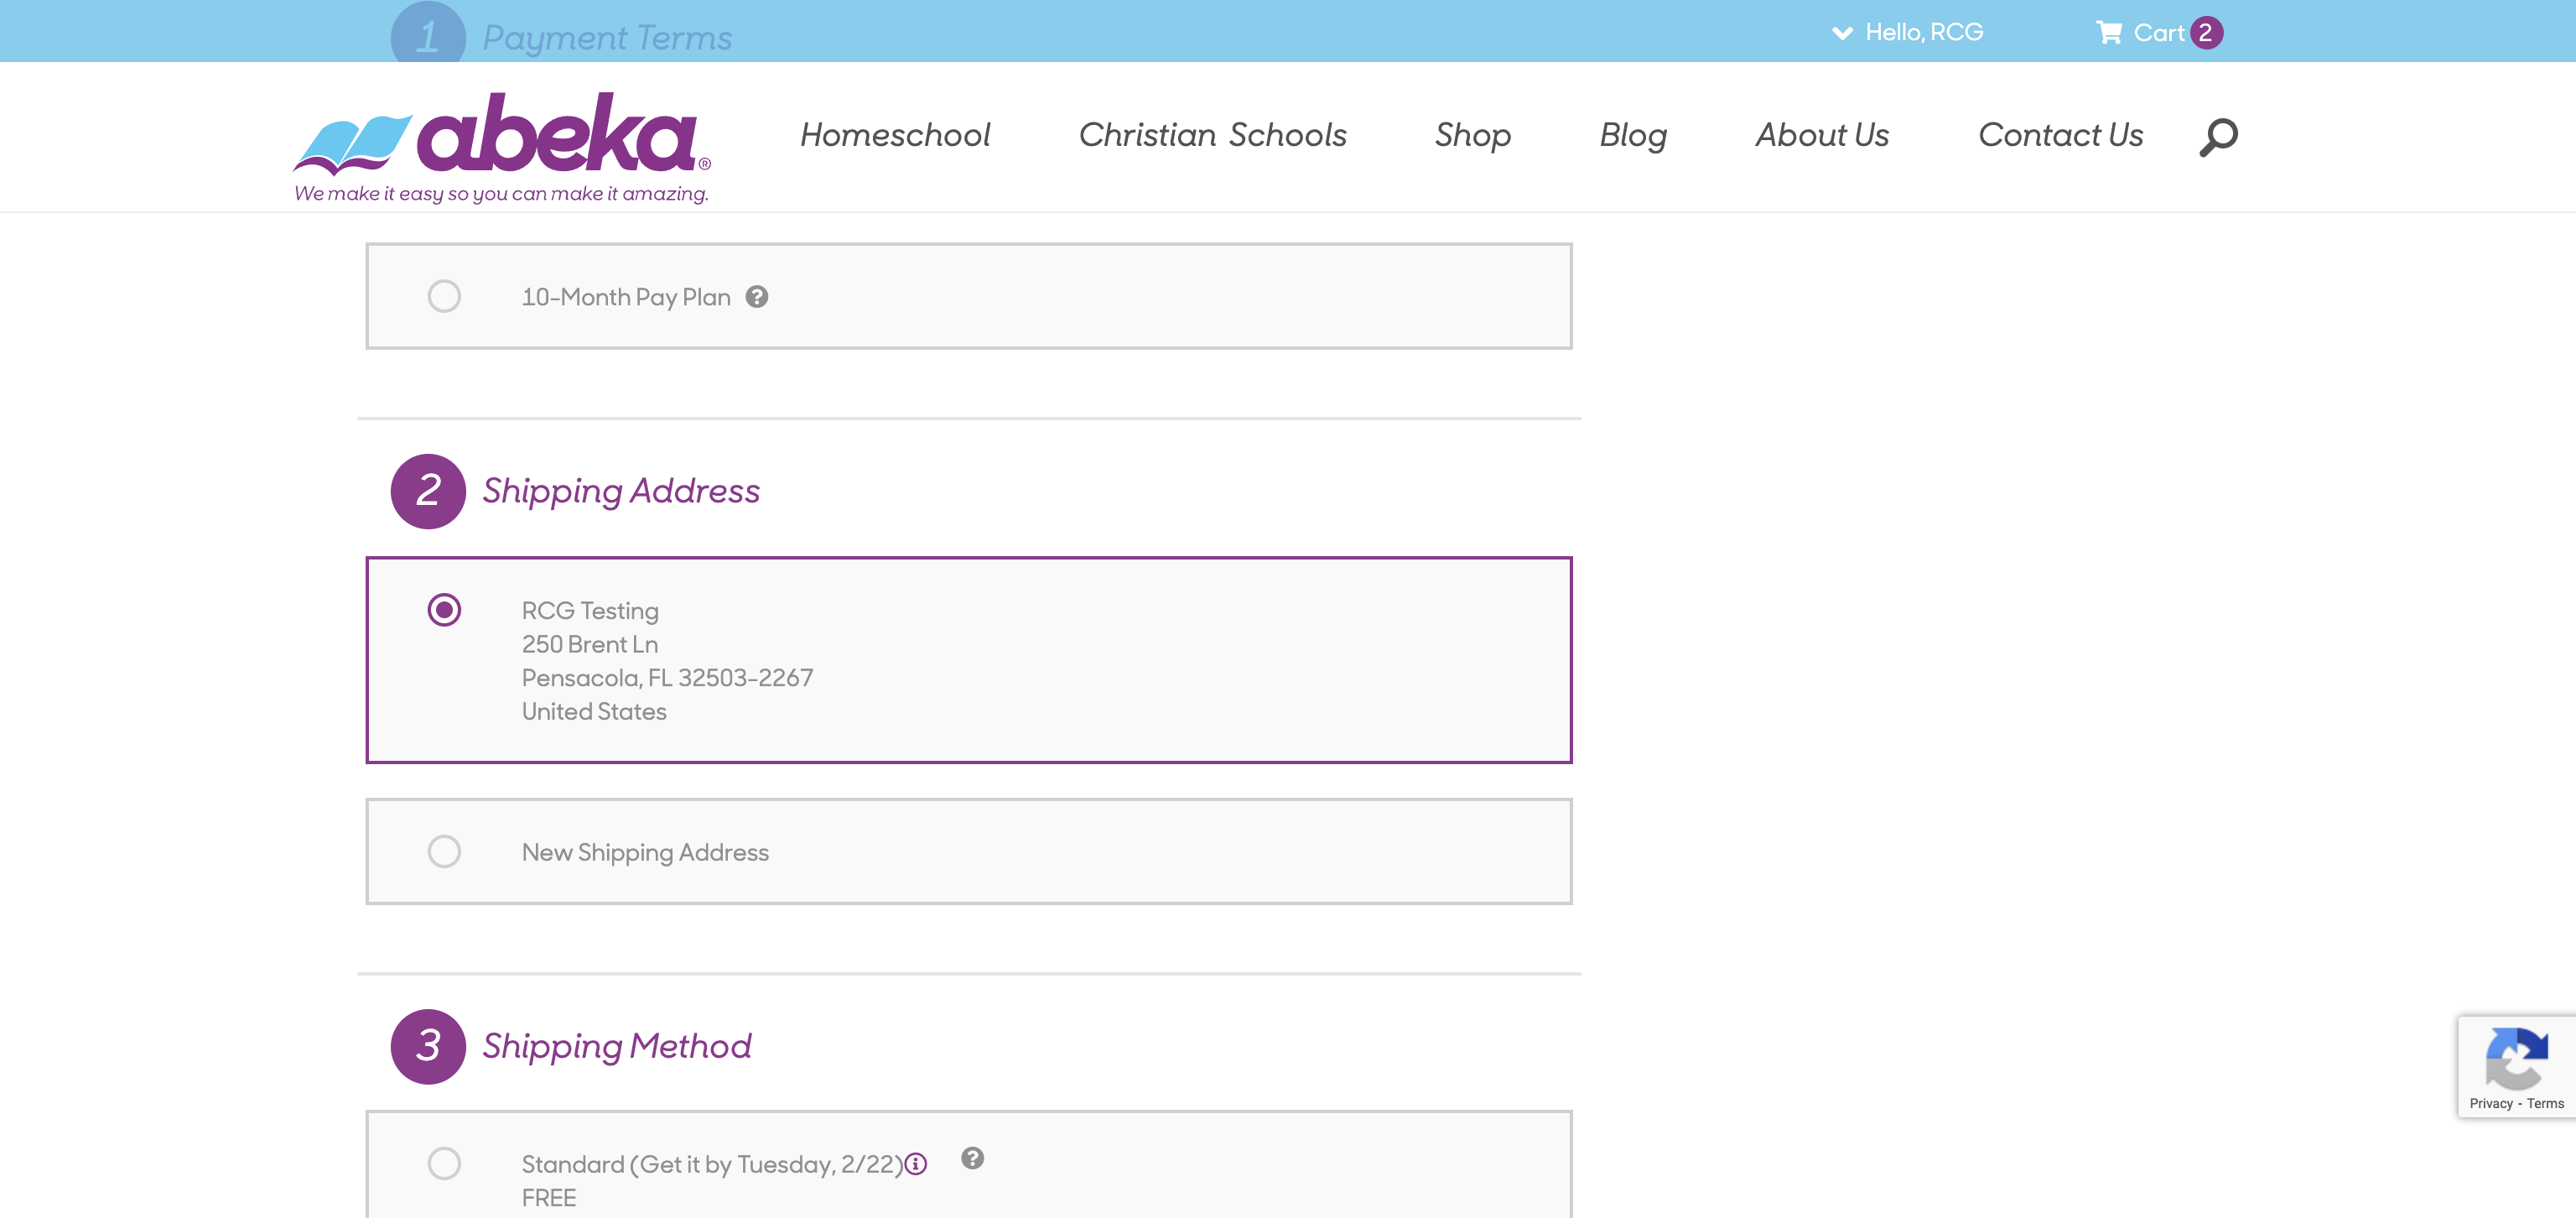 1 Payment Terms
Hello, RCG
Cart 2
abeka®
We make it easy so you can make it amazing.
Homeschool
Christian Schools
Shop
Blog
About Us
Contact Us
10-Month Pay Plan ?
2 Shipping Address
RCG Testing
250 Brent Ln
Pensacola, FL 32503-2267
United States
New Shipping Address
3 Shipping Method
Standard (Get it by Tuesday, 2/22) i ?
FREE
Privacy - Terms